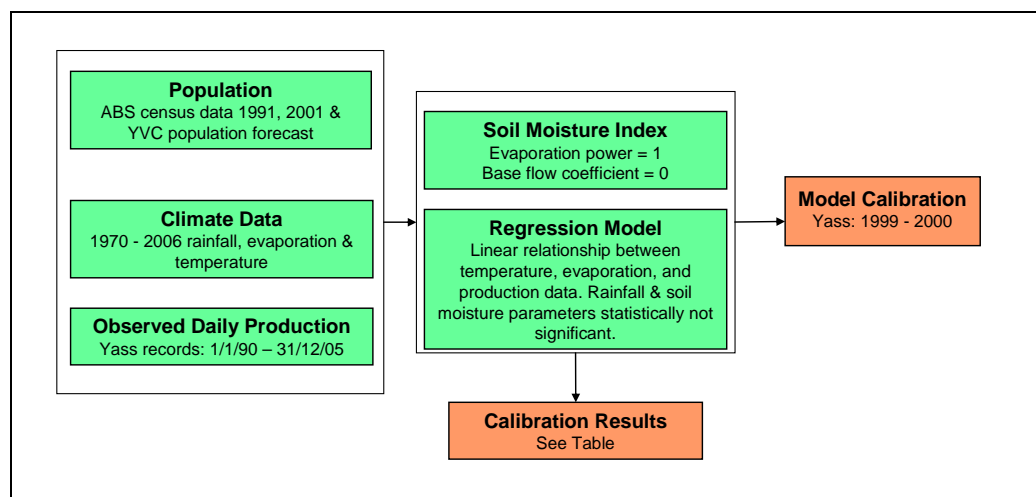 Population
ABS census data 1991, 2001 &
YVC population forecast
Climate Data
1970 - 2006 rainfall, evaporation &
temperature
Observed Daily Production
Yass records: 1/1/90 – 31/12/05
Soil Moisture Index
Evaporation power = 1
Base flow coefficient = 0
Regression Model
Linear relationship between
temperature, evaporation, and
production data. Rainfall & soil
moisture parameters statistically not
significant.
Model Calibration
Yass: 1999 - 2000
Calibration Results
See Table